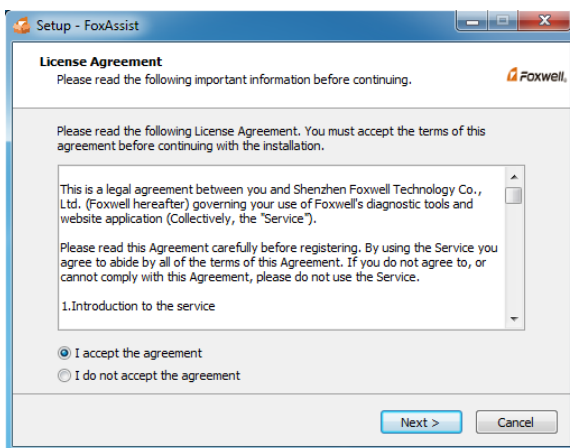 Setup - FoxAssist
License Agreement
Please read the following important information before continuing.
Foxwell
Please read the following License Agreement. You must accept the terms of this
agreement before continuing with the installation.
This is a legal agreement between you and Shenzhen Foxwell Technology Co.,
Ltd. (Foxwell hereafter) governing your use of Foxwell's diagnostic tools and
website application (Collectively, the "Service").
Please read this Agreement carefully before registering. By using the Service you
agree to abide by all of the terms of this Agreement. If you do not agree to, or
cannot comply with this Agreement, please do not use the Service.
1.Introduction to the service
I accept the agreement
I do not accept the agreement
Next >
Cancel